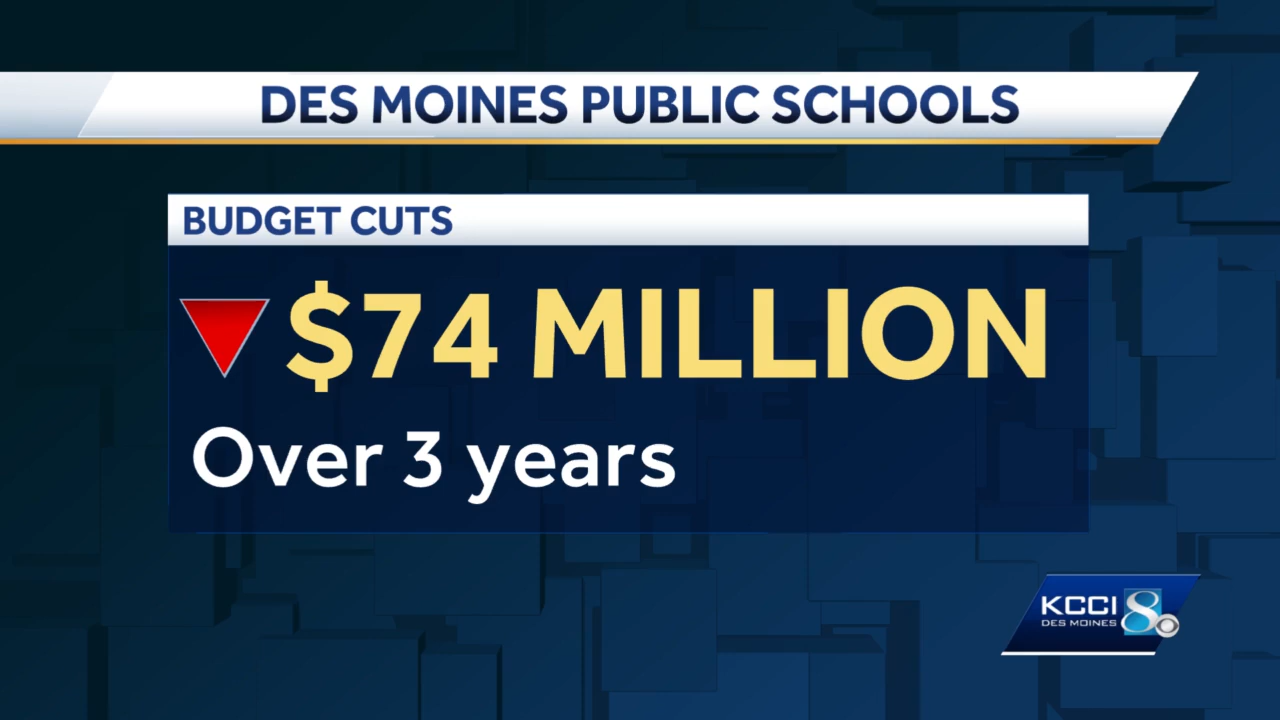 DES MOINES PUBLIC SCHOOLS
BUDGET CUTS
$74 MILLION
Over 3 years
KCCI 8
DES MOINES